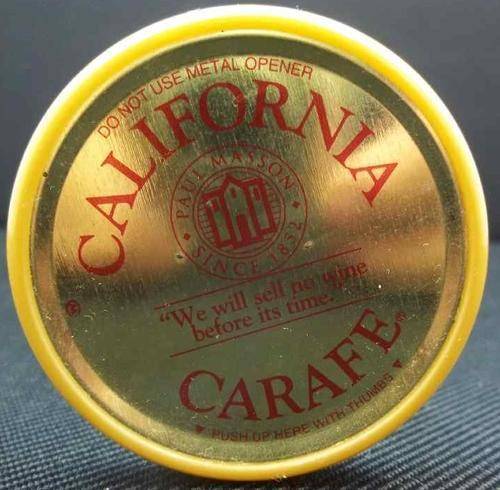 DO NOT USE METAL OPENER
CALIFORNIA
PAUL MASSON
SINCE 1852
"We will sell no wine
before its time."
CARAFE®
PUSH UP HERE WITH THUMBS